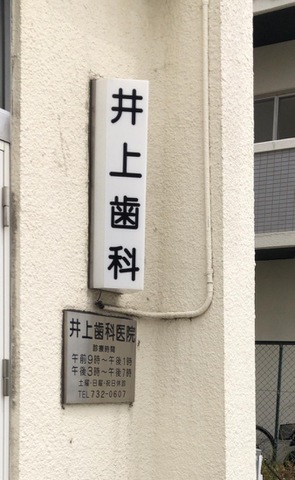 井上歯科
井上歯科医院
診療時間
午前9時〜午後1時
午後3時〜午後7時
土曜・日曜・祝日休診
TEL 732-0607